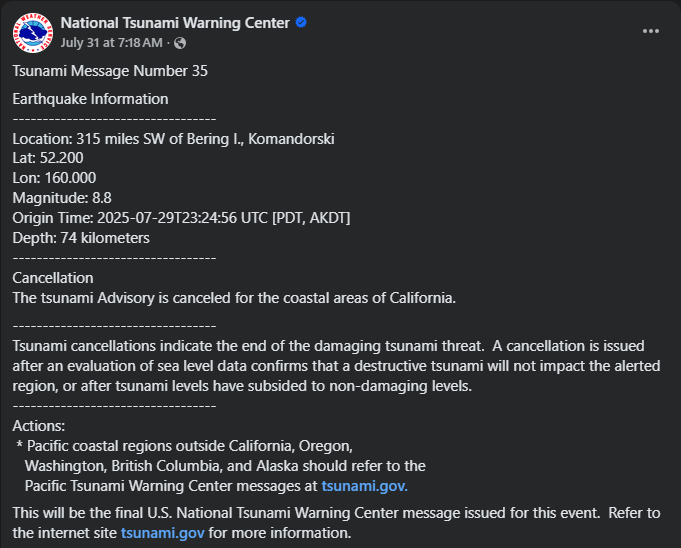 National Tsunami Warning Center
July 31 at 7:18 AM ·
Tsunami Message Number 35
Earthquake Information
----------------------------------
Location: 315 miles SW of Bering I., Komandorski
Lat: 52.200
Lon: 160.000
Magnitude: 8.8
Origin Time: 2025-07-29T23:24:56 UTC [PDT, AKDT]
Depth: 74 kilometers
----------------------------------
Cancellation
The tsunami Advisory is canceled for the coastal areas of California.
----------------------------------
Tsunami cancellations indicate the end of the damaging tsunami threat.  A cancellation is issued
after an evaluation of sea level data confirms that a destructive tsunami will not impact the alerted
region, or after tsunami levels have subsided to non-damaging levels.
----------------------------------
Actions:
* Pacific coastal regions outside California, Oregon,
Washington, British Columbia, and Alaska should refer to the
Pacific Tsunami Warning Center messages at tsunami.gov.
This will be the final U.S. National Tsunami Warning Center message issued for this event.  Refer to
the internet site tsunami.gov for more information.